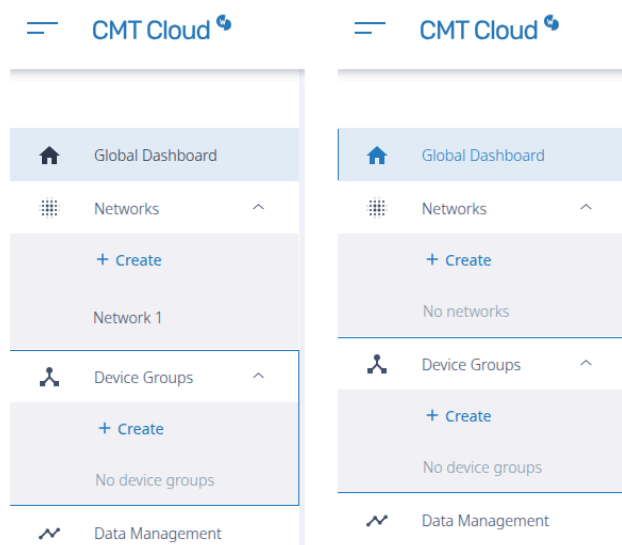 CMT Cloud
Global Dashboard
Networks
+ Create
Network 1
Device Groups
+ Create
No device groups
Data Management
CMT Cloud
Global Dashboard
Networks
+ Create
No networks
Device Groups
+ Create
No device groups
Data Management